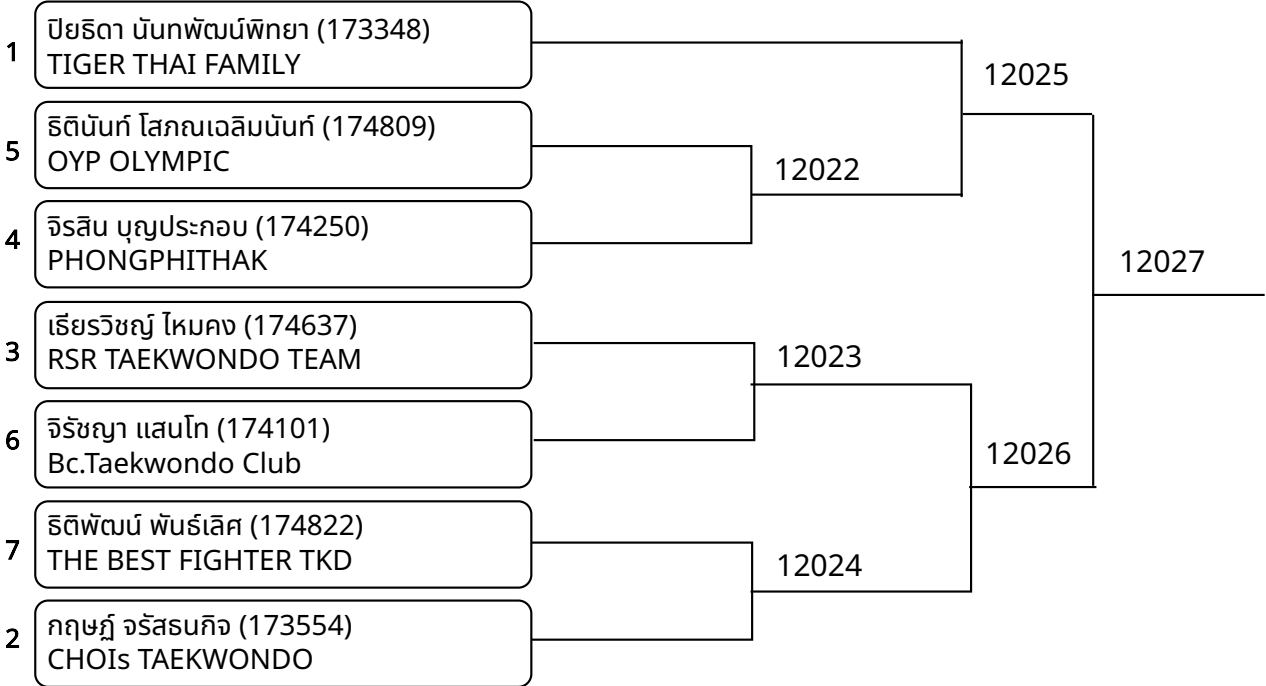 1
ปิยธิดา นันทพัฒน์พิทยา (173348)
TIGER THAI FAMILY
12025
5
ธิตินันท์ โสภณเฉลิมนันท์ (174809)
OYP OLYMPIC
12022
4
จิรสิน บุญประกอบ (174250)
PHONGPHITHAK
12027
3
เธียรวิชญ์ ไหมคง (174637)
RSR TAEKWONDO TEAM
12023
6
จิรัชญา แสนโท (174101)
Bc.Taekwondo Club
12026
7
ธิติพัฒน์ พันธ์เลิศ (174822)
THE BEST FIGHTER TKD
12024
2
กฤษฏิ์ จรัสธนกิจ (173554)
CHOIs TAEKWONDO